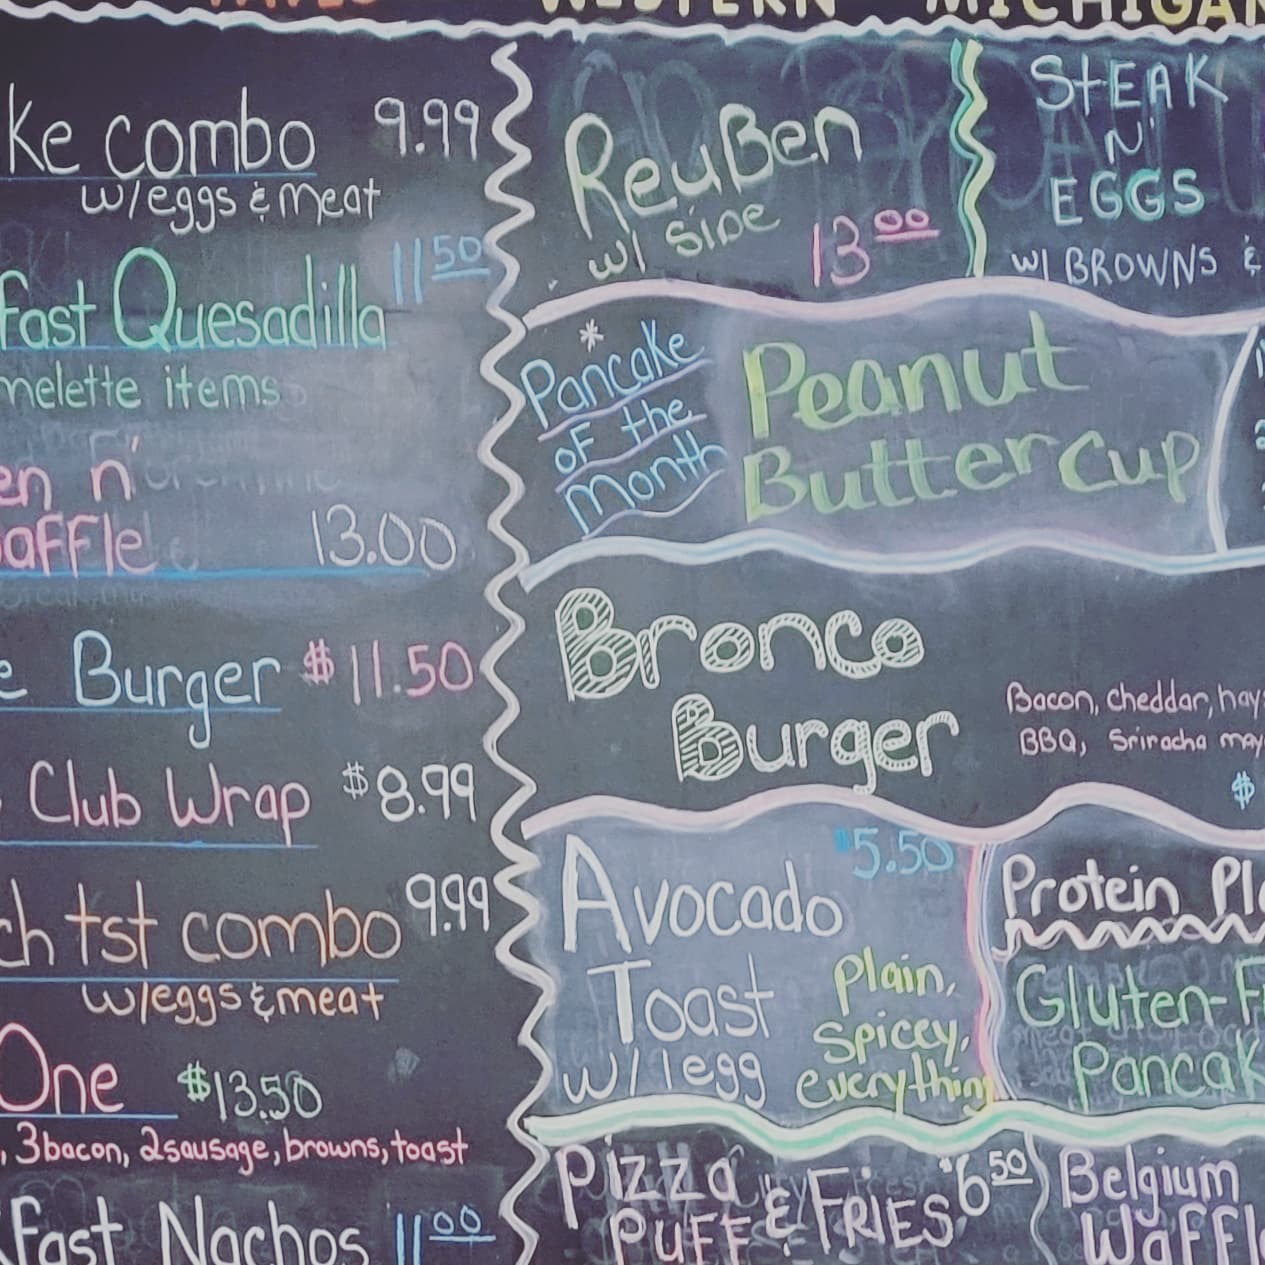 WESTERN MICHIGAN
ke combo 9.99
w/eggs & meat
fast Quesadilla 11 50
melette items
en n'
affle 13.00
e Burger $11.50
Club Wrap $8.99
ch tst combo 9.99
w/eggs & meat
One $13.50
, 3bacon, 2sausage, browns, toast
fast Nachos 11 00
ReuBen
w/ SiDe 13 00
StEAK
N'
EGGS
w/ BROWNS &
*
Pancake
of the
Month
Peanut
Butter Cup
Bronco
Burger
Bacon, cheddar, hay
BBQ, Sriracha may
$
Avocado $5.50
Toast
w/ 1egg
Plain,
Spiccy,
everything
Protein Pl
Gluten-F
Pancak
Pizza
PUFF & FRiES $6 50
Belgium
Waffl